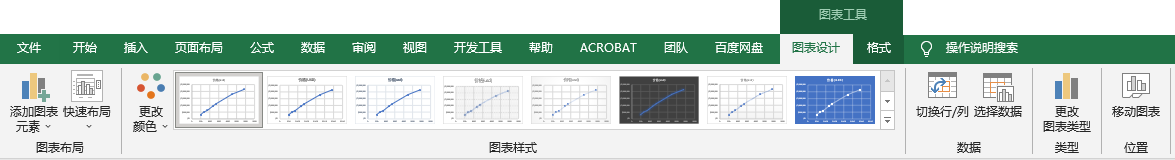 图表工具
文件 开始 插入 页面布局 公式 数据 审阅 视图 开发工具 帮助 ACROBAT 团队 百度网盘 图表设计 格式 操作说明搜索
添加图表
元素
快速布局
更改
颜色
切换行/列
选择数据
更改
图表类型
移动图表
图表布局
图表样式
数据
类型
位置